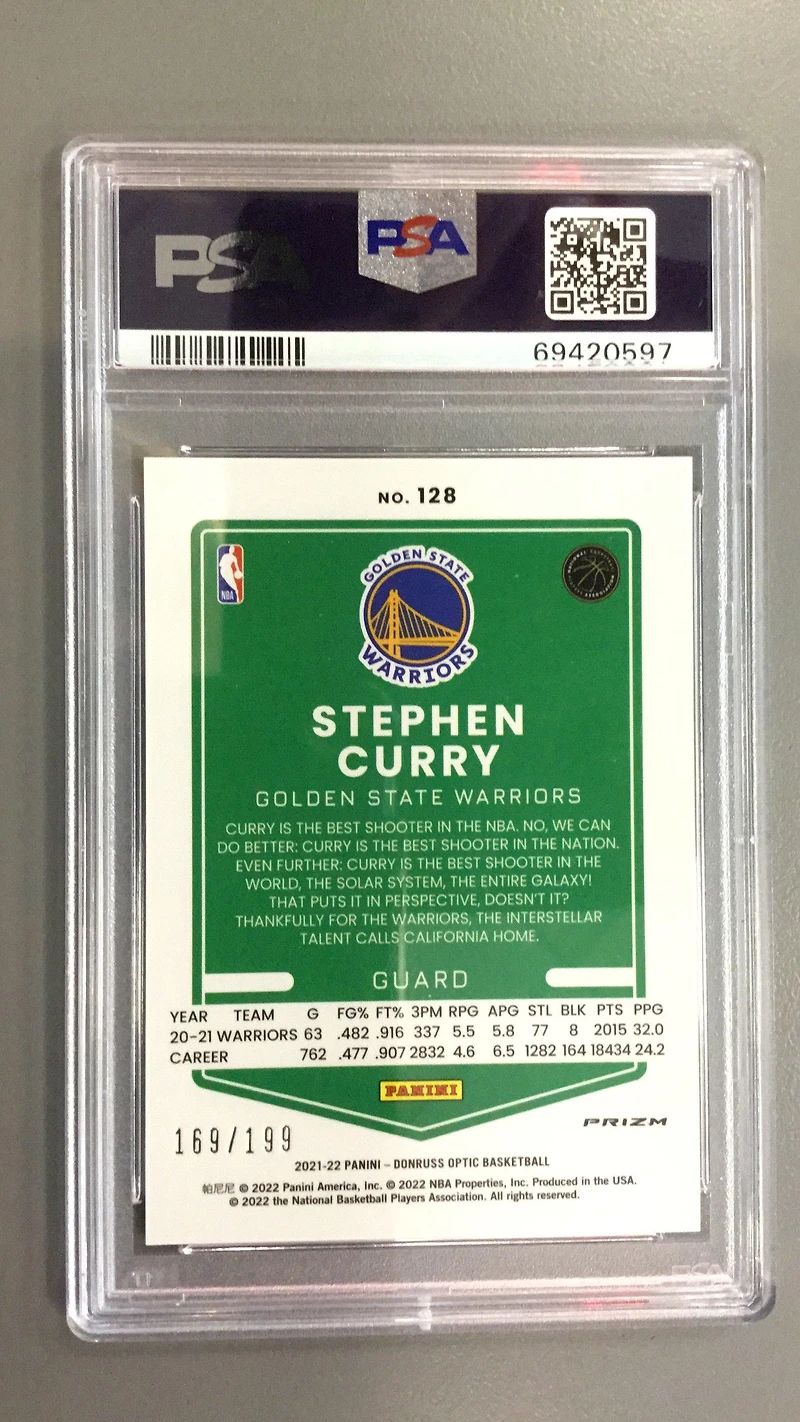 PSA
PSA
69420597
NO. 128
NBA
GOLDEN STATE
WARRIORS
STEPHEN
CURRY
GOLDEN STATE WARRIORS
CURRY IS THE BEST SHOOTER IN THE NBA. NO, WE CAN
DO BETTER: CURRY IS THE BEST SHOOTER IN THE NATION.
EVEN FURTHER: CURRY IS THE BEST SHOOTER IN THE
WORLD, THE SOLAR SYSTEM, THE ENTIRE GALAXY!
THAT PUTS IT IN PERSPECTIVE, DOESN'T IT?
THANKFULLY FOR THE WARRIORS, THE INTERSTELLAR
TALENT CALLS CALIFORNIA HOME.
GUARD
YEAR TEAM G FG% FT% 3PM RPG APG STL BLK PTS PPG
20-21 WARRIORS 63 .482 .916 337 5.5 5.8 77 8 2015 32.0
CAREER 762 .477 .907 2832 4.6 6.5 1282 164 18434 24.2
PANINI
PRIZM
169/199
2021-22 PANINI – DONRUSS OPTIC BASKETBALL
帕尼尼 © 2022 Panini America, Inc. © 2022 NBA Properties, Inc. Produced in the USA.
© 2022 the National Basketball Players Association. All rights reserved.
PSA